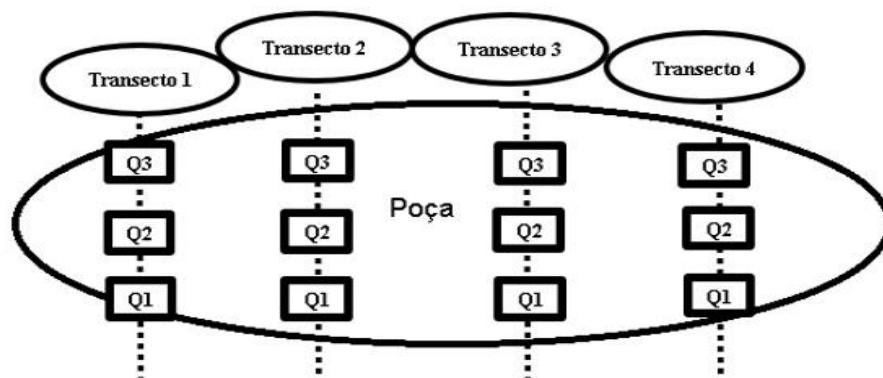 Transecto 1
Transecto 2
Transecto 3
Transecto 4
Q3
Q3
Q3
Q3
Poça
Q2
Q2
Q2
Q2
Q1
Q1
Q1
Q1